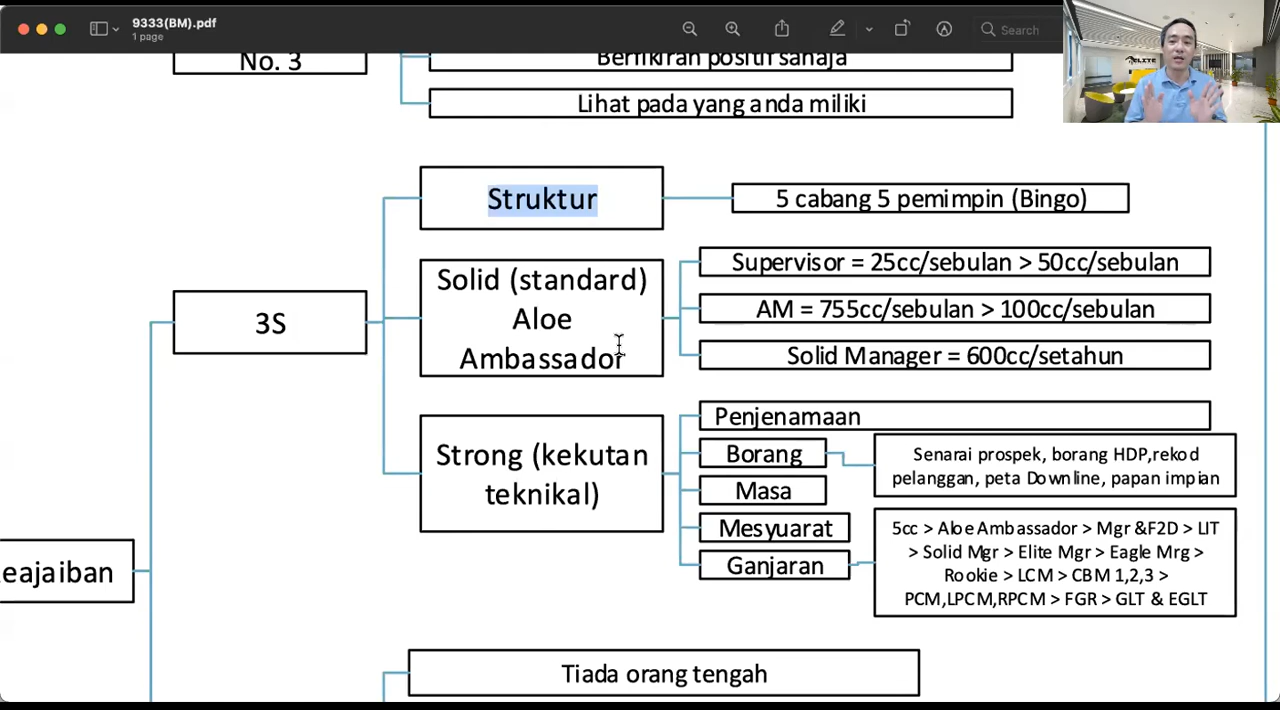 9333(BM).pdf
1 page
Search
ELITE
No. 3
Berfikiran positif sahaja
Lihat pada yang anda miliki
Struktur
5 cabang 5 pemimpin (Bingo)
3S
Solid (standard)
Aloe
Ambassador
Supervisor = 25cc/sebulan > 50cc/sebulan
AM = 755cc/sebulan > 100cc/sebulan
Solid Manager = 600cc/setahun
Strong (kekutan
teknikal)
Penjenamaan
Borang
Senarai prospek, borang HDP,rekod
pelanggan, peta Downline, papan impian
Masa
Mesyuarat
Ganjaran
5cc > Aloe Ambassador > Mgr &F2D > LIT
> Solid Mgr > Elite Mgr > Eagle Mrg >
Rookie > LCM > CBM 1,2,3 >
PCM,LPCM,RPCM > FGR > GLT & EGLT
eajaiban
Tiada orang tengah